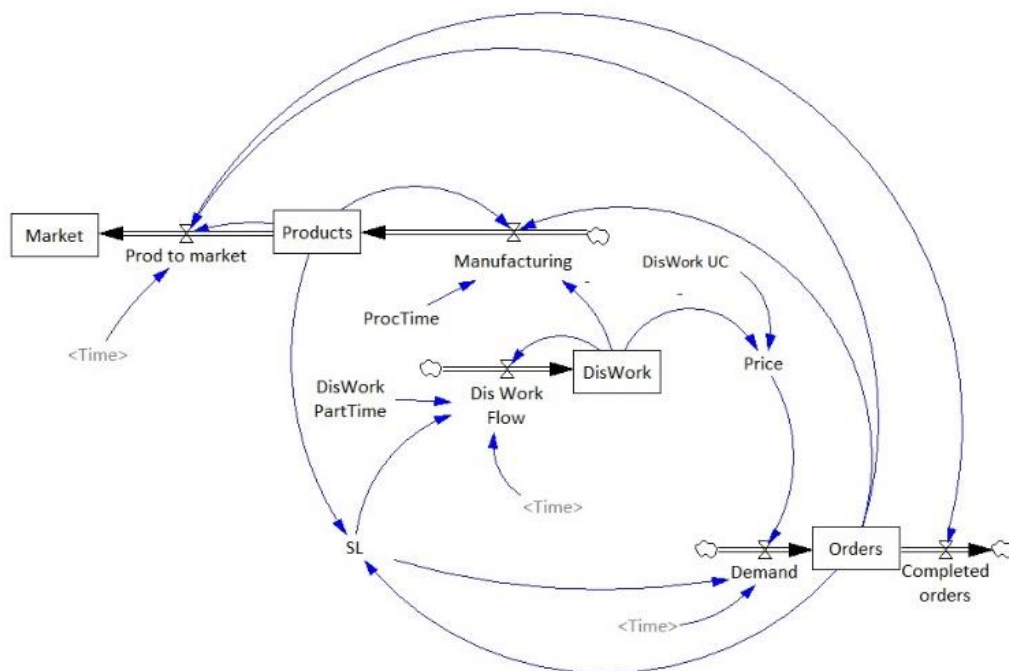 Market
Products
Prod to market
Manufacturing
DisWork UC
ProcTime
<Time>
Price
DisWork
DisWork
PartTime
Dis Work
Flow
<Time>
SL
Demand
Orders
Completed
orders
<Time>
-
-